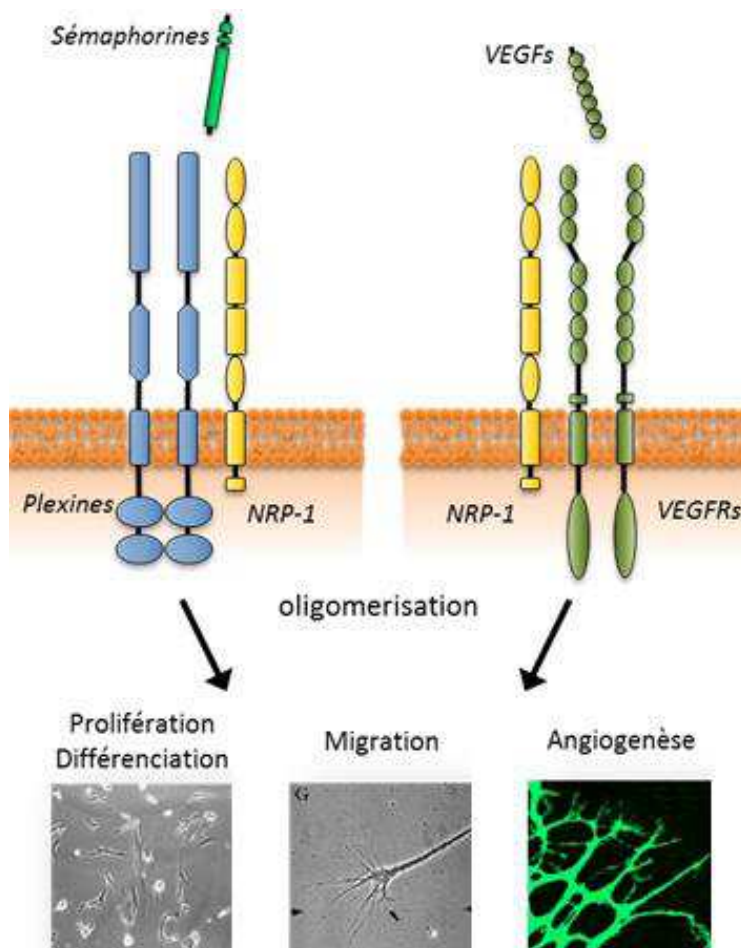 Sémaphorines
VEGFs
Plexines
NRP-1
NRP-1
VEGFRs
oligomerisation
Prolifération
Différenciation
Migration
Angiogenèse
G